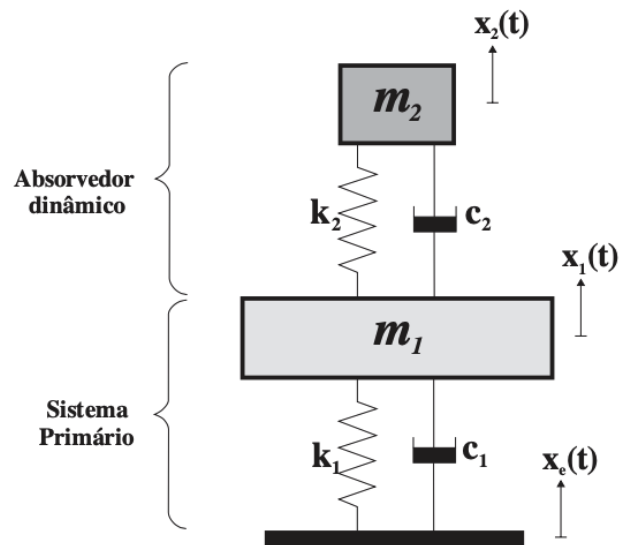 x₂(t)
m₂
Absorvedor
dinâmico
k₂
c₂
x₁(t)
m₁
Sistema
Primário
k₁
c₁
xₑ(t)